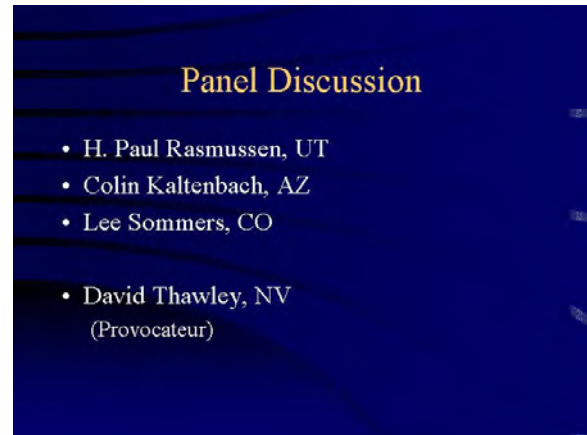 Panel Discussion
• H. Paul Rasmussen, UT
• Colin Kaltenbach, AZ
• Lee Sommers, CO
• David Thawley, NV
(Provocateur)